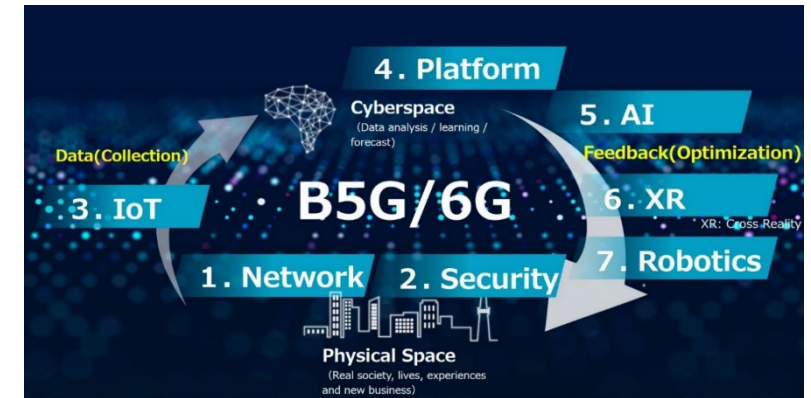 4. Platform
Cyberspace
(Data analysis / learning /
forecast)
5. AI
Data(Collection)
Feedback(Optimization)
3. IoT
B5G/6G
6. XR
* XR: Cross Reality
1. Network
2. Security
7. Robotics
Physical Space
(Real society, lives, experiences
and new business)